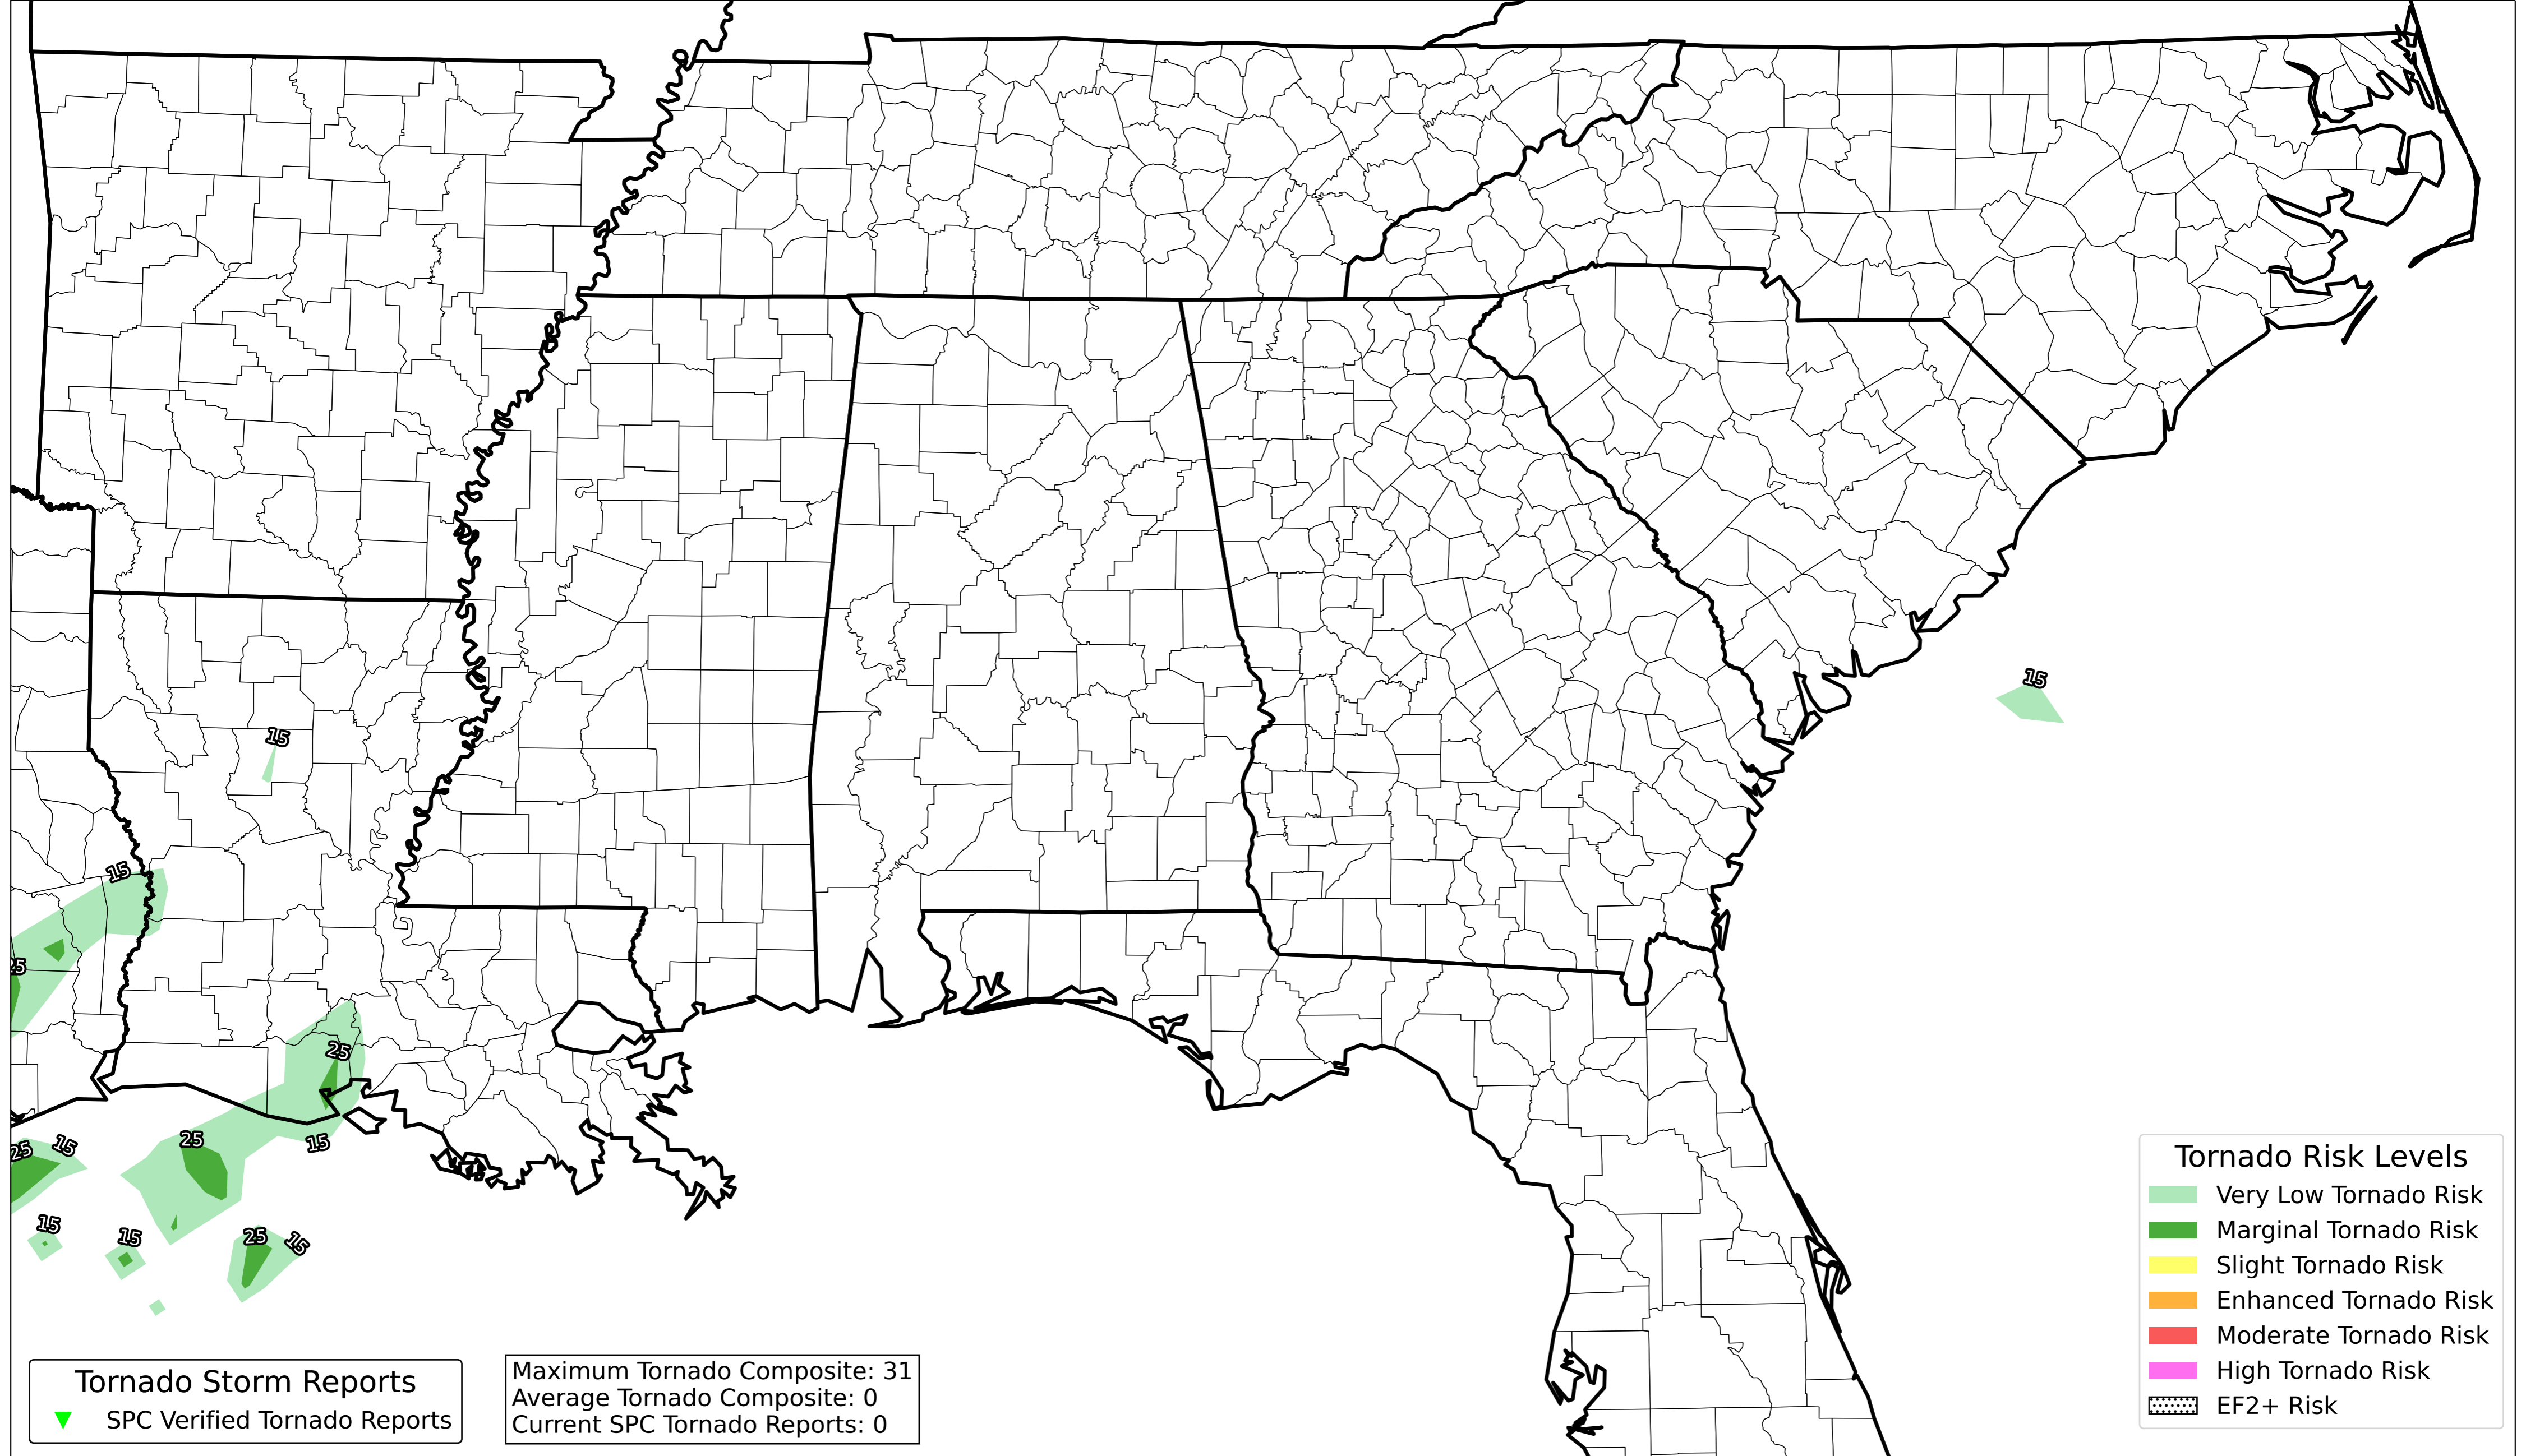 15
15
15
25
25
25
15
25
15
15
15
25
15
Tornado Risk Levels
Very Low Tornado Risk
Marginal Tornado Risk
Slight Tornado Risk
Enhanced Tornado Risk
Moderate Tornado Risk
High Tornado Risk
EF2+ Risk
Tornado Storm Reports
SPC Verified Tornado Reports
Maximum Tornado Composite: 31
Average Tornado Composite: 0
Current SPC Tornado Reports: 0